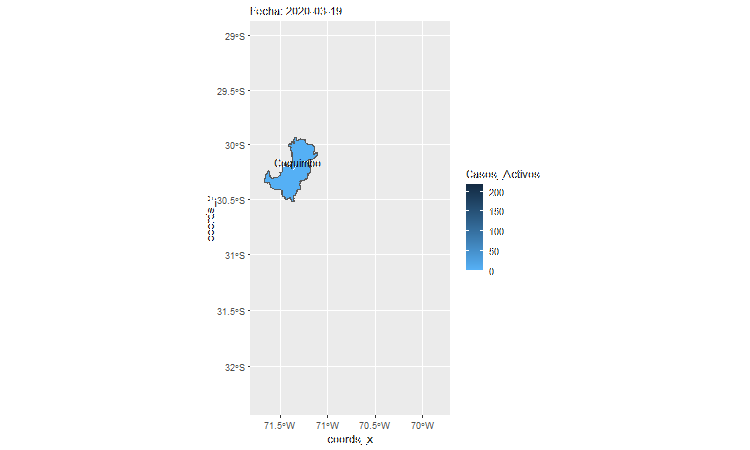 Fecha: 2020-03-19
29°S
29.5°S
30°S
Coquimbo
30.5°S
31°S
31.5°S
32°S
71.5°W
71°W
70.5°W
70°W
coords_x
coords_y
Casos_Activos
200
150
100
50
0